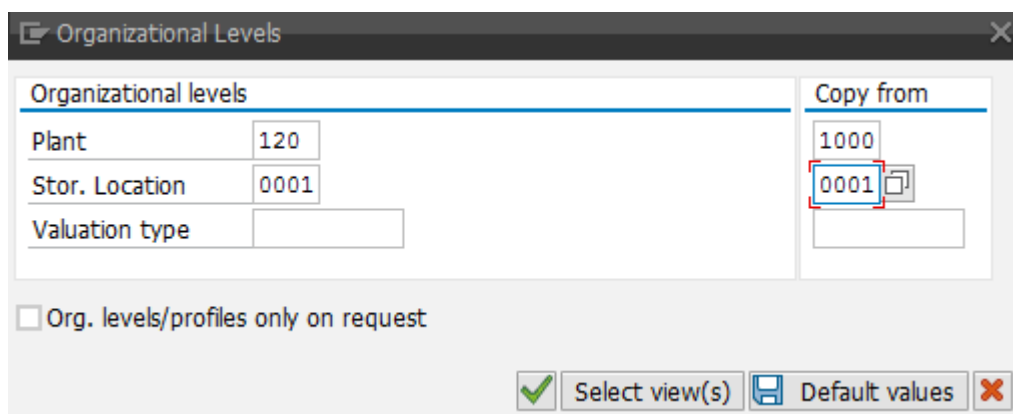 Organizational Levels
Organizational levels
Copy from
Plant 120 1000
Stor. Location 0001 0001
Valuation type
Org. levels/profiles only on request
Select view(s) Default values